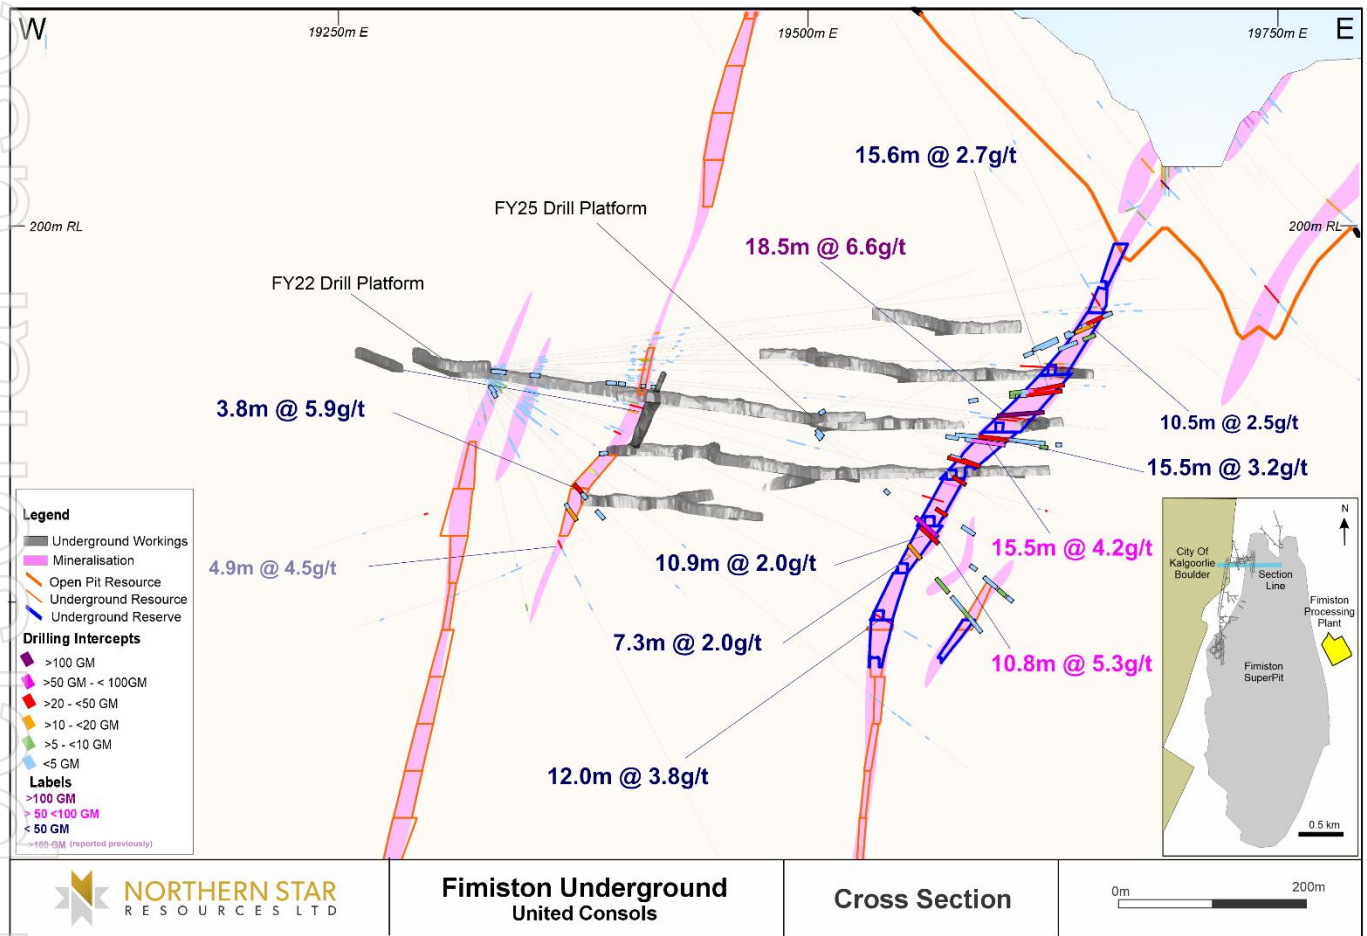 W
19250m E
19500m E
19750m E
E
15.6m @ 2.7g/t
FY25 Drill Platform
200m RL
200m RL
18.5m @ 6.6g/t
FY22 Drill Platform
3.8m @ 5.9g/t
10.5m @ 2.5g/t
15.5m @ 3.2g/t
4.9m @ 4.5g/t
10.9m @ 2.0g/t
15.5m @ 4.2g/t
7.3m @ 2.0g/t
10.8m @ 5.3g/t
12.0m @ 3.8g/t
Legend
Underground Workings
Mineralisation
Open Pit Resource
Underground Resource
Underground Reserve
Drilling Intercepts
>100 GM
>50 GM - < 100GM
>20 - <50 GM
>10 - <20 GM
>5 - <10 GM
<5 GM
Labels
>100 GM
> 50 <100 GM
< 50 GM
>100 GM (reported previously)
N
City Of
Kalgoorlie
Boulder
Section
Line
Fimiston
Processing
Plant
Fimiston
SuperPit
0.5 km
NORTHERN STAR
RESOURCES LTD
Fimiston Underground
United Consols
Cross Section
0m
200m